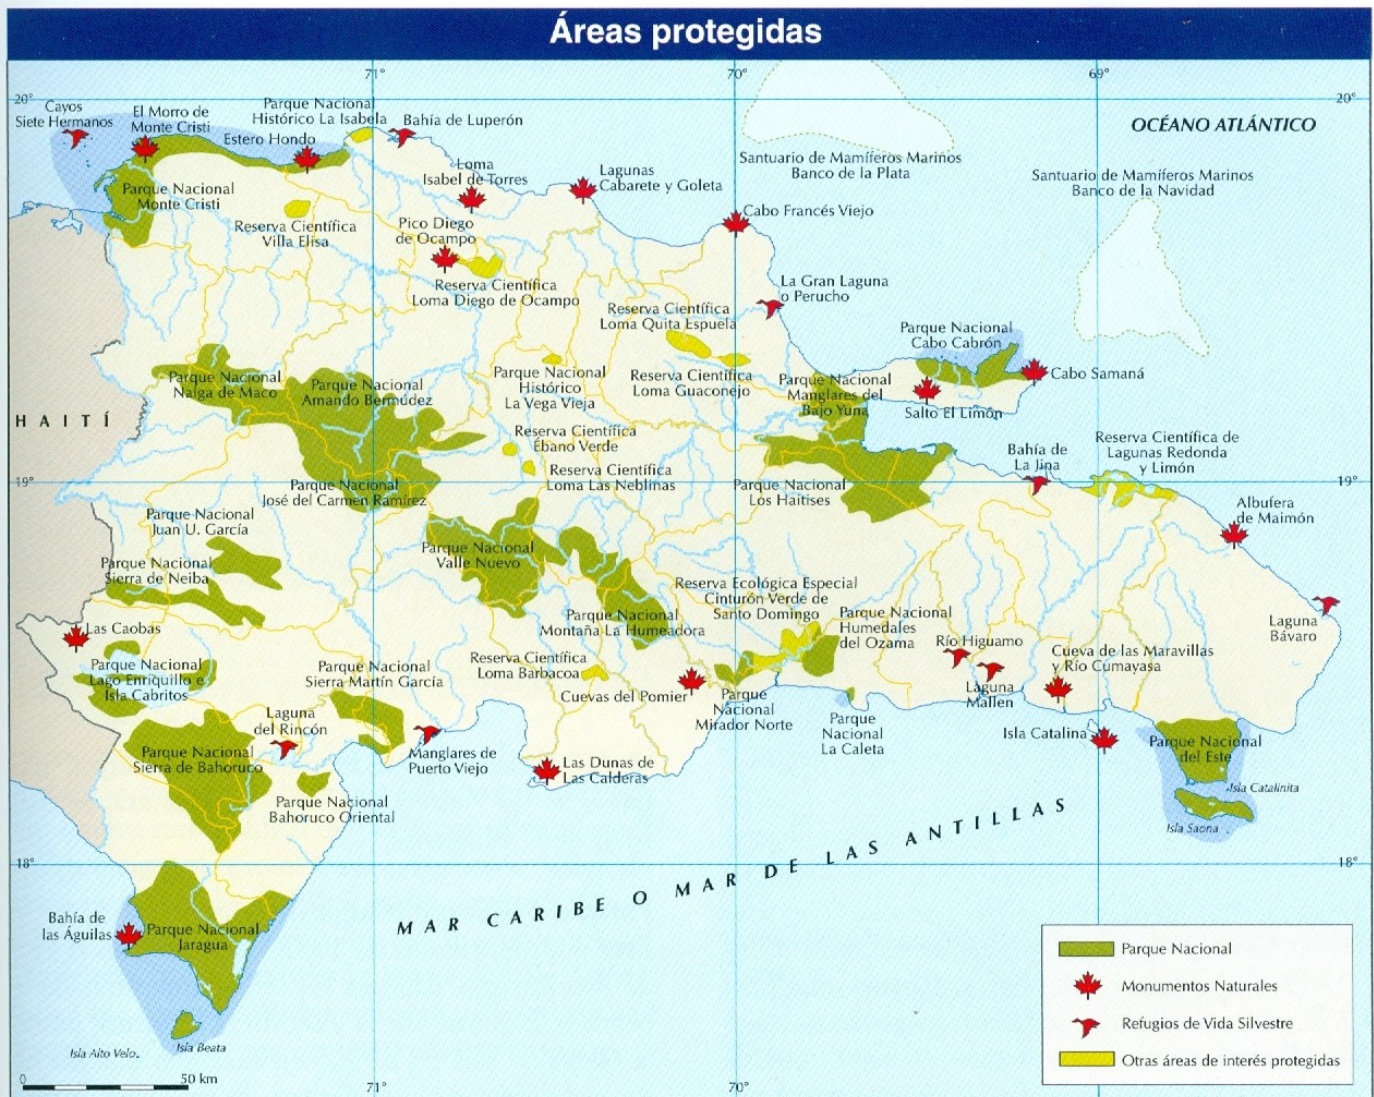 Áreas protegidas
71°
70°
69°
20°
20°
Cayos
Siete Hermanos
El Morro de
Monte Cristi
Parque Nacional
Histórico La Isabela
Estero Hondo
Bahía de Luperón
OCÉANO ATLÁNTICO
Santuario de Mamíferos Marinos
Banco de la Plata
Santuario de Mamíferos Marinos
Banco de la Navidad
Loma
Isabel de Torres
Lagunas
Cabarete y Goleta
Parque Nacional
Monte Cristi
Reserva Científica
Villa Elisa
Pico Diego
de Ocampo
Cabo Francés Viejo
Reserva Científica
Loma Diego de Ocampo
La Gran Laguna
o Perucho
Reserva Científica
Loma Quita Espuela
Parque Nacional
Cabo Cabrón
Parque Nacional
Nalga de Maco
Parque Nacional
Amando Bermúdez
Parque Nacional
Histórico
La Vega Vieja
Reserva Científica
Loma Guaconejo
Parque Nacional
Manglares del
Bajo Yuna
Cabo Samaná
Salto El Limón
HAITÍ
Reserva Científica
Ébano Verde
Reserva Científica
Loma Las Neblinas
Bahía de
La Jina
Reserva Científica de
Lagunas Redonda
y Limón
19°
19°
Parque Nacional
José del Carmen Ramírez
Parque Nacional
Los Haitises
Albufera
de Maimón
Parque Nacional
Juan U. García
Parque Nacional
Valle Nuevo
Parque Nacional
Sierra de Neiba
Reserva Ecológica Especial
Cinturón Verde de
Santo Domingo
Parque Nacional
Montaña La Humeadora
Parque Nacional
Humedales
del Ozama
Río Higuamo
Laguna
Bávaro
Las Caobas
Cueva de las Maravillas
y Río Cumayasa
Parque Nacional
Lago Enriquillo e
Isla Cabritos
Parque Nacional
Sierra Martín García
Reserva Científica
Loma Barbacoa
Cuevas del Pomier
Parque
Nacional
Mirador Norte
Laguna
Mallen
Laguna
del Rincón
Parque
Nacional
La Caleta
Isla Catalina
Parque Nacional
del Este
Parque Nacional
Sierra de Bahoruco
Manglares de
Puerto Viejo
Las Dunas de
Las Calderas
Isla Catalinita
Parque Nacional
Bahoruco Oriental
Isla Saona
18°
18°
MAR CARIBE O MAR DE LAS ANTILLAS
Bahía de
las Águilas
Parque Nacional
Jaragua
Parque Nacional
Monumentos Naturales
Refugios de Vida Silvestre
Otras áreas de interés protegidas
Isla Alto Velo
Isla Beata
0
50 km
71°
70°